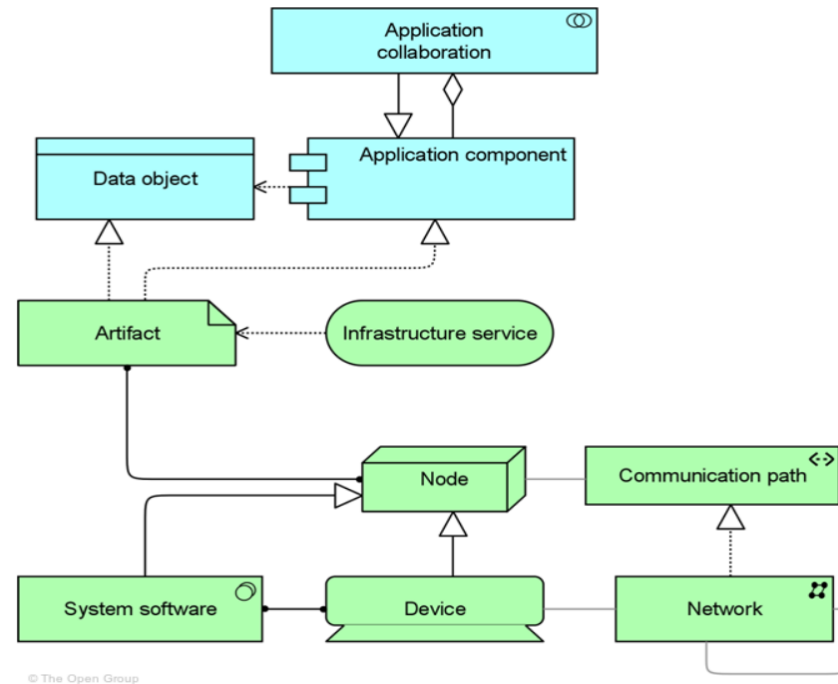 Application
collaboration
Application component
Data object
Artifact
Infrastructure service
Node
Communication path
System software
Device
Network
© The Open Group